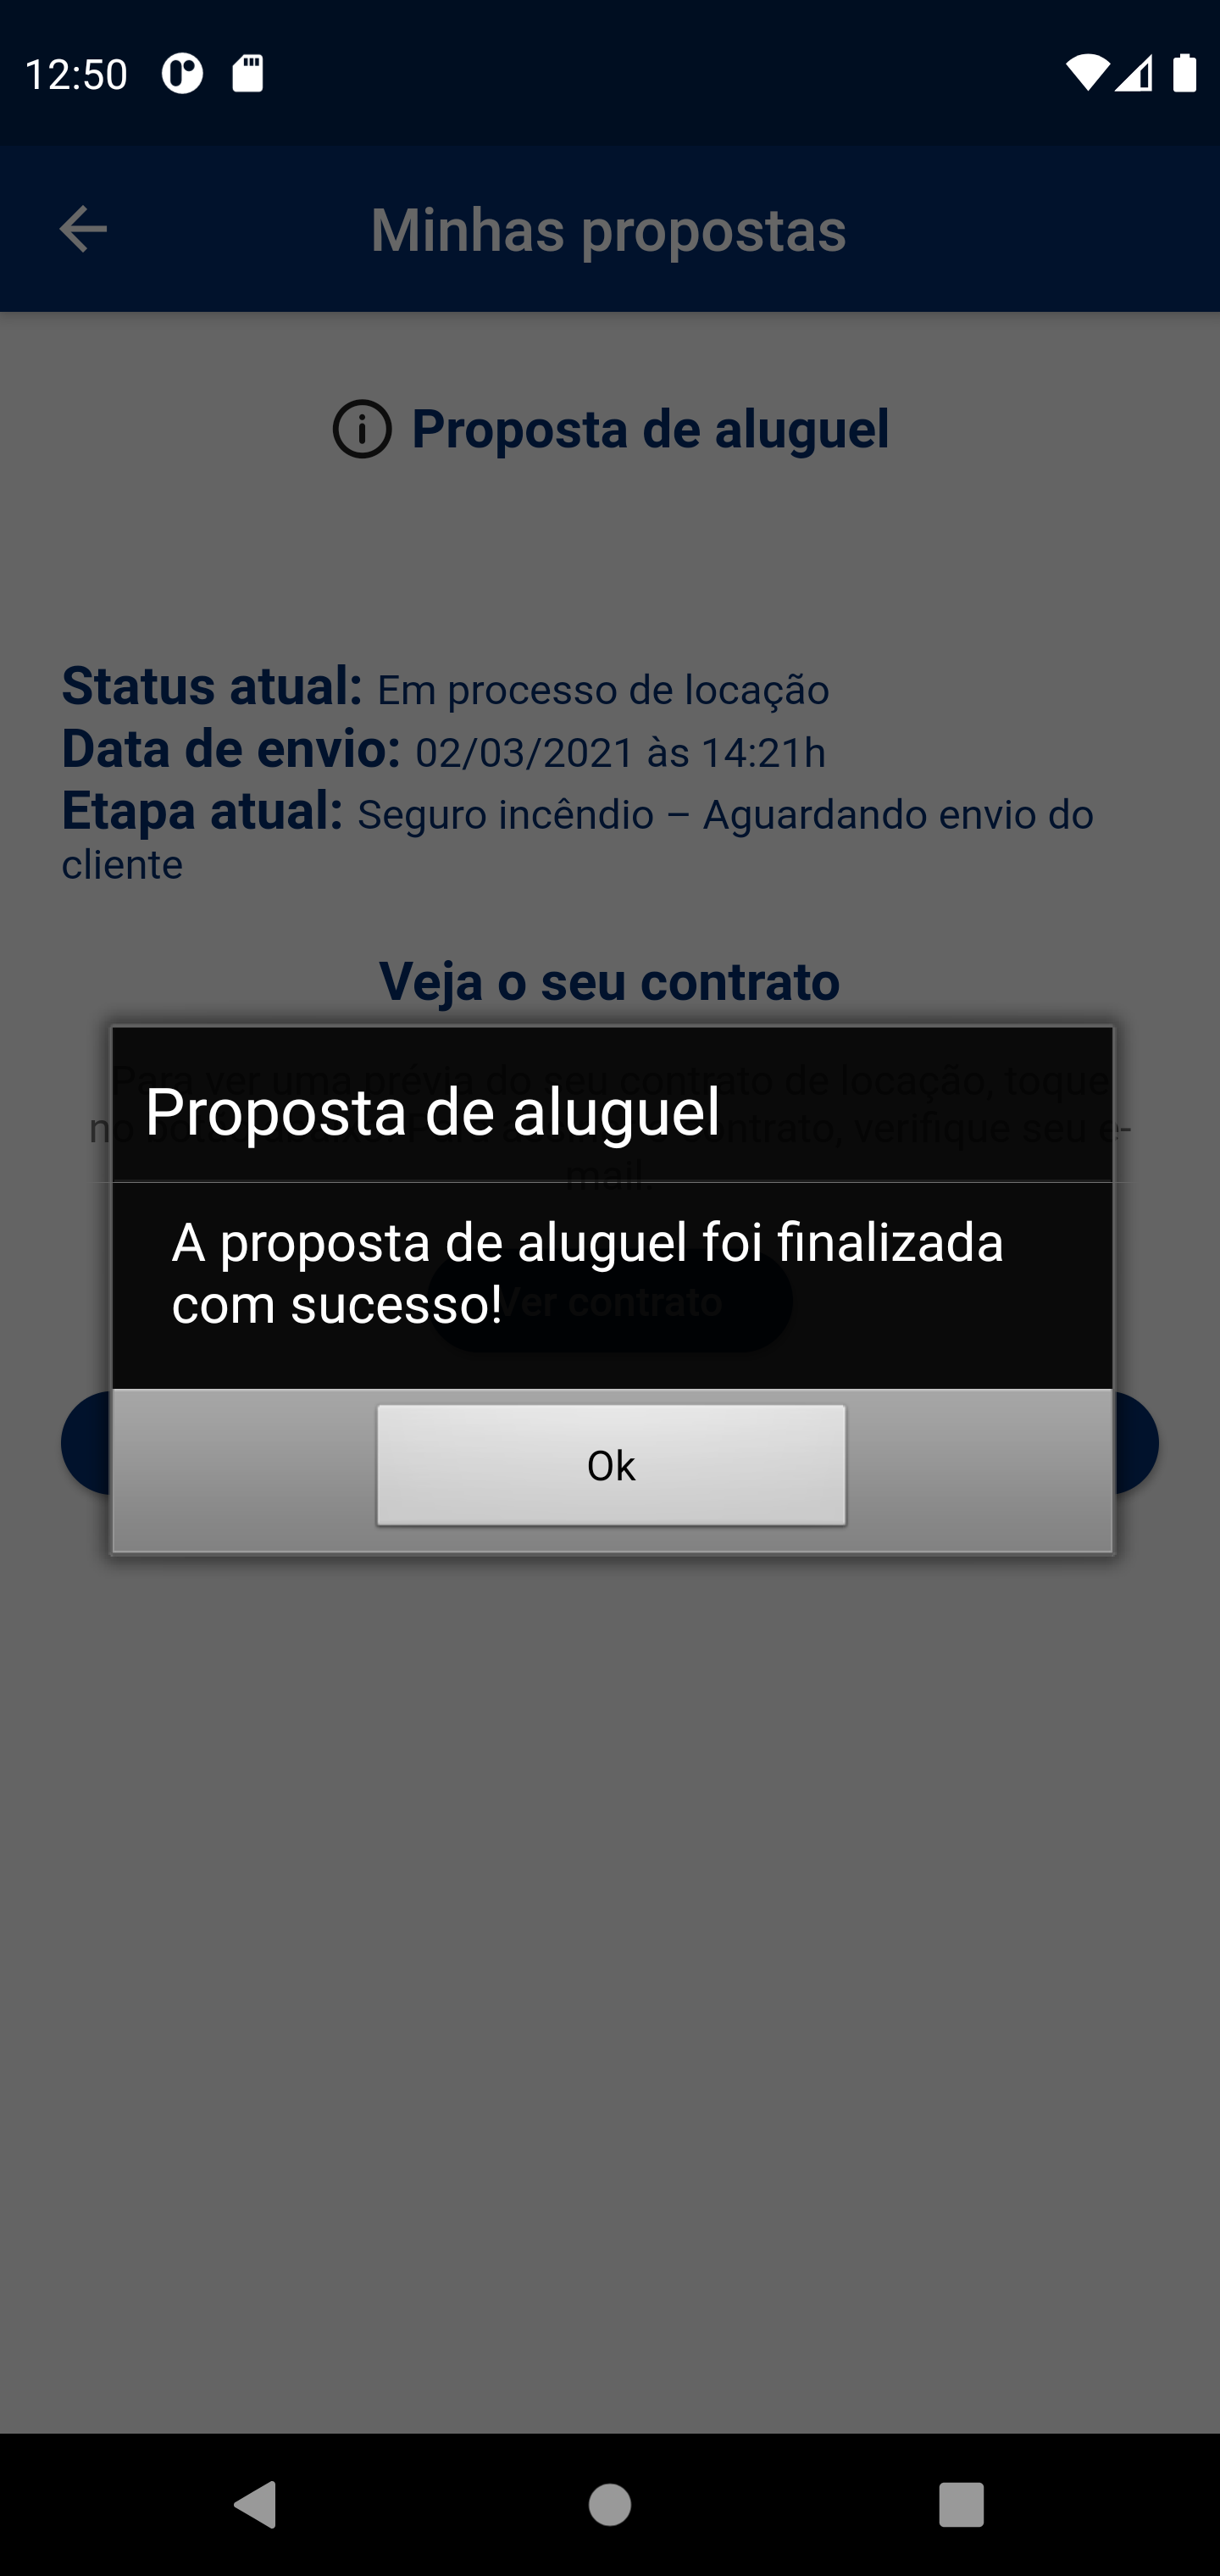 12:50
Minhas propostas
Proposta de aluguel
Status atual: Em processo de locação
Data de envio: 02/03/2021 às 14:21h
Etapa atual: Seguro incêndio – Aguardando envio do
cliente
Veja o seu contrato
Para ver uma prévia do seu contrato de locação, toque
no contrato, verifique seu e-
mail.
Proposta de aluguel
A proposta de aluguel foi finalizada
com sucesso!
Ver contrato
Ok